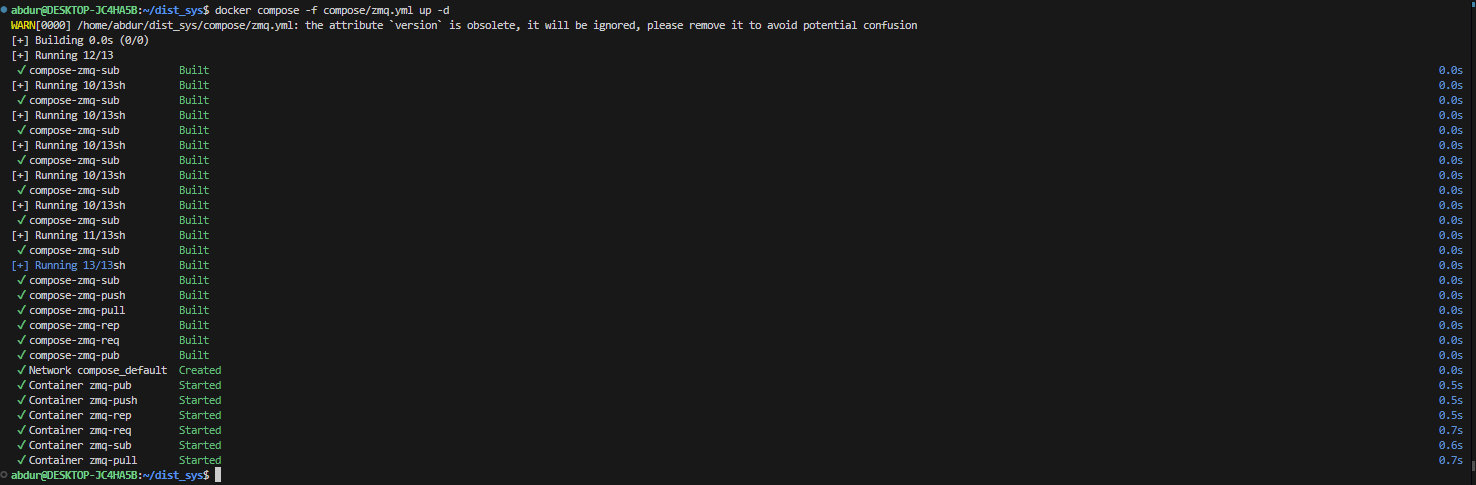 abdur@DESKTOP-JC4HA5B:~/dist_sys$ docker compose -f compose/zmq.yml up -d
WARN[0000] /home/abdur/dist_sys/compose/zmq.yml: the attribute `version` is obsolete, it will be ignored, please remove it to avoid potential confusion
[+] Building 0.0s (0/0)
[+] Running 12/13
✓ compose-zmq-sub Built 0.0s
[+] Running 10/13sh Built 0.0s
✓ compose-zmq-sub Built 0.0s
[+] Running 10/13sh Built 0.0s
✓ compose-zmq-sub Built 0.0s
[+] Running 10/13sh Built 0.0s
✓ compose-zmq-sub Built 0.0s
[+] Running 10/13sh Built 0.0s
✓ compose-zmq-sub Built 0.0s
[+] Running 10/13sh Built 0.0s
✓ compose-zmq-sub Built 0.0s
[+] Running 11/13sh Built 0.0s
✓ compose-zmq-sub Built 0.0s
[+] Running 13/13sh Built 0.0s
✓ compose-zmq-sub Built 0.0s
✓ compose-zmq-push Built 0.0s
✓ compose-zmq-pull Built 0.0s
✓ compose-zmq-rep Built 0.0s
✓ compose-zmq-req Built 0.0s
✓ compose-zmq-pub Built 0.0s
✓ Network compose_default Created 0.0s
✓ Container zmq-pub Started 0.5s
✓ Container zmq-push Started 0.5s
✓ Container zmq-rep Started 0.5s
✓ Container zmq-req Started 0.7s
✓ Container zmq-sub Started 0.6s
✓ Container zmq-pull Started 0.7s
abdur@DESKTOP-JC4HA5B:~/dist_sys$